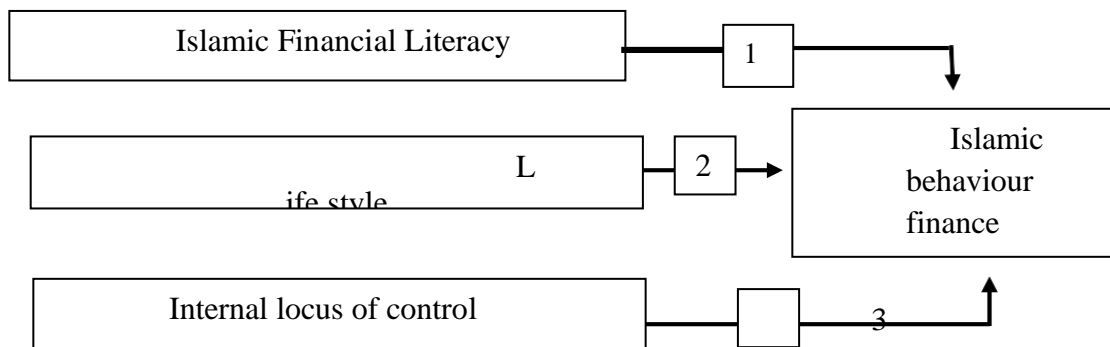 Islamic Financial Literacy
1
L
ife style
2
Islamic
behaviour
finance
Internal locus of control
3